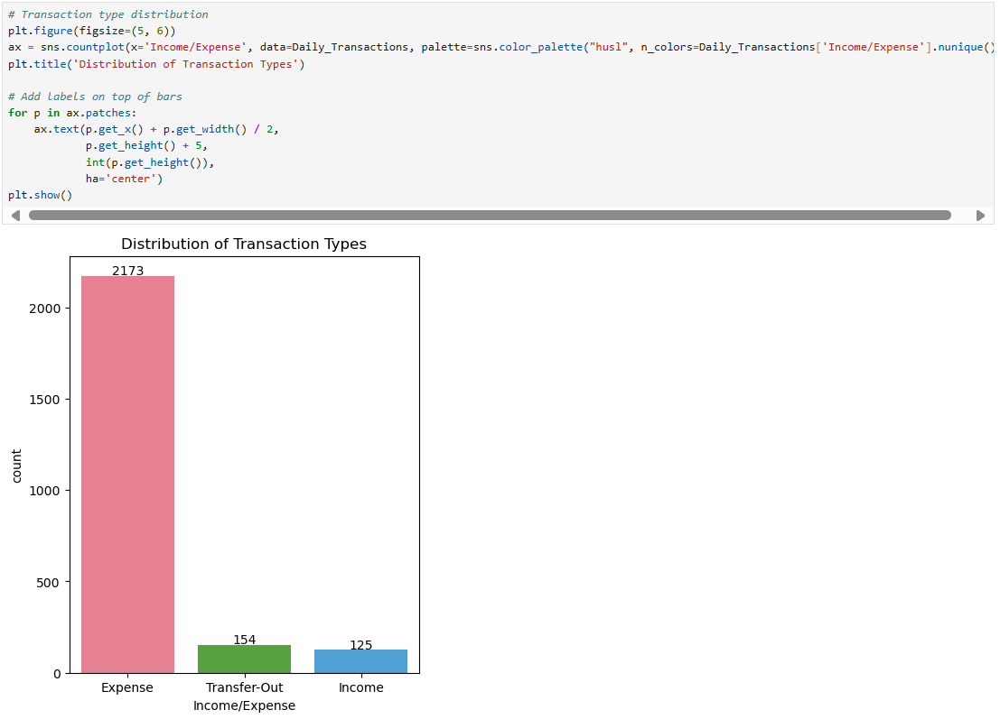 # Transaction type distribution
plt.figure(figsize=(5, 6))
ax = sns.countplot(x='Income/Expense', data=Daily_Transactions, palette=sns.color_palette("husl", n_colors=Daily_Transactions['Income/Expense'].nunique()
plt.title('Distribution of Transaction Types')
# Add labels on top of bars
for p in ax.patches:
    ax.text(p.get_x() + p.get_width() / 2,
            p.get_height() + 5,
            int(p.get_height()),
            ha='center')
plt.show()
Distribution of Transaction Types
2173
2000
1500
1000
500
0
count
154
125
Expense
Transfer-Out
Income
Income/Expense